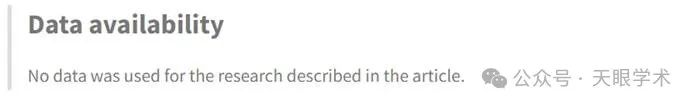 Data availability
No data was used for the research described in the article.
公众号 · 天眼学术